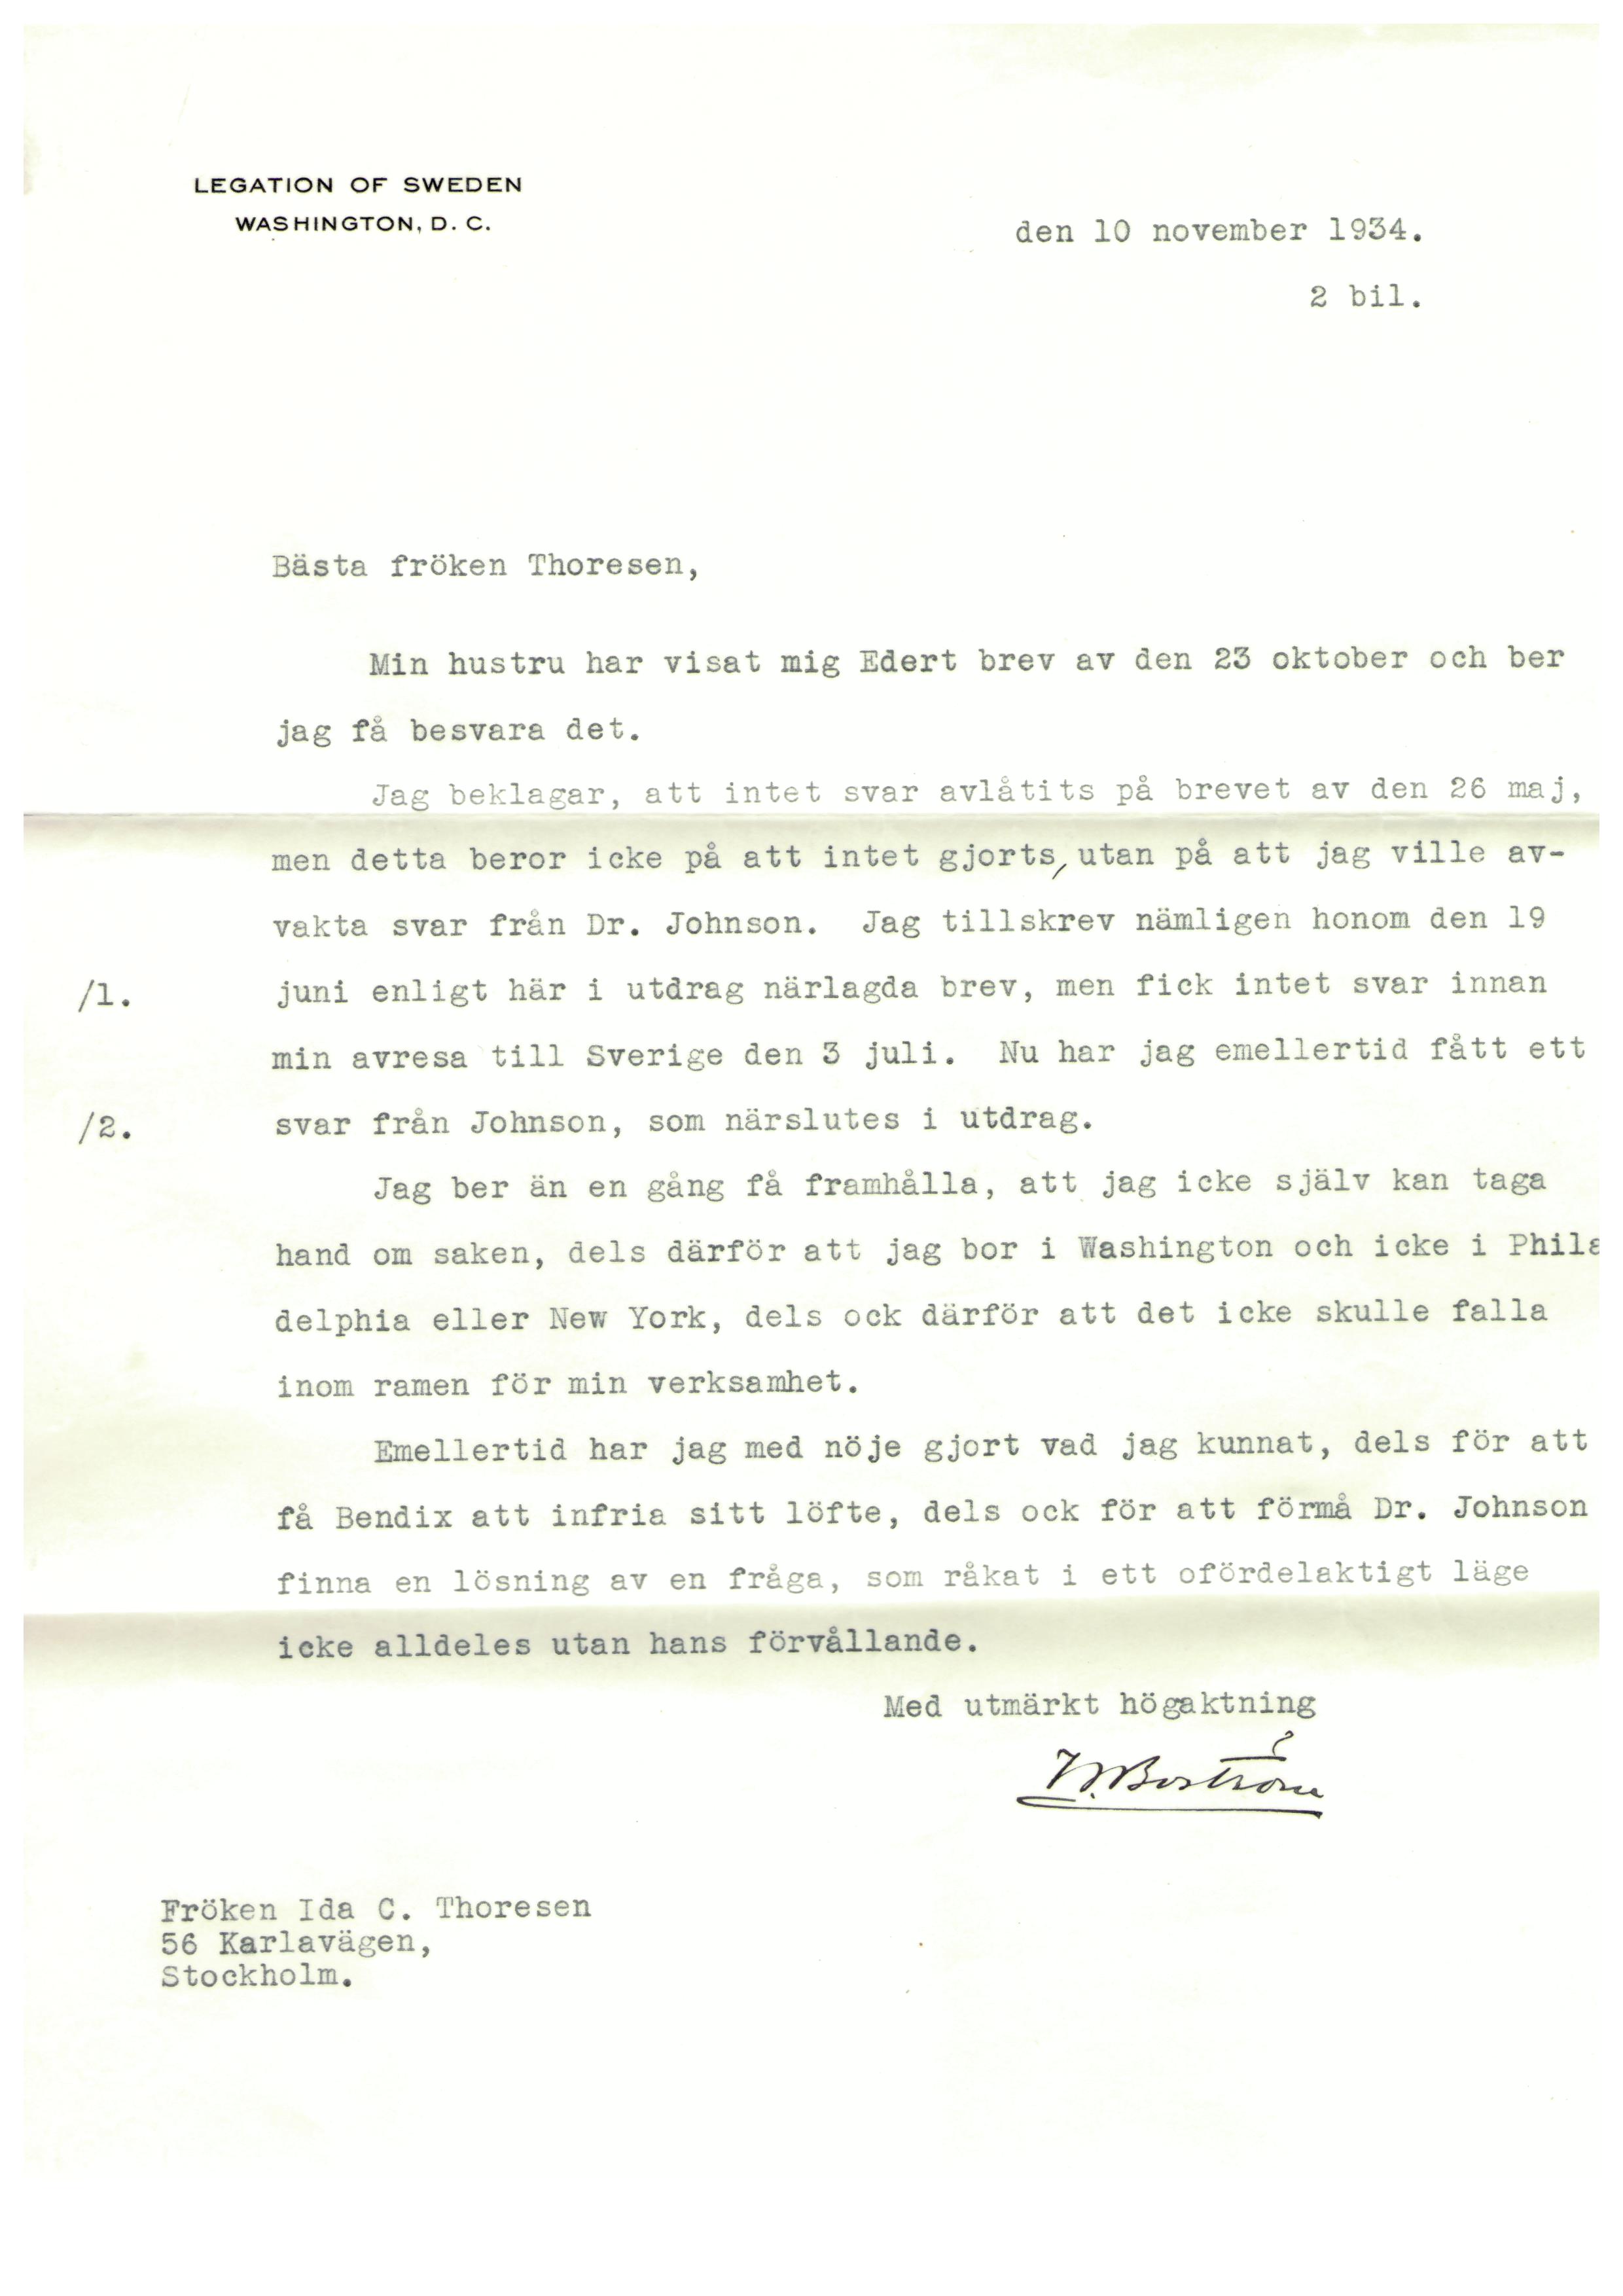 LEGATION OF SWEDEN
WASHINGTON, D. C.
den 10 november 1934.
2 bil.
Bästa fröken Thoresen,
Min hustru har visat mig Edert brev av den 23 oktober och ber
jag få besvara det.
Jag beklagar, att intet svar avlåtits på brevet av den 26 maj,
men detta beror icke på att intet gjorts, utan på att jag ville av-
vakta svar från Dr. Johnson. Jag tillskrev nämligen honom den 19
/1. juni enligt här i utdrag närlagda brev, men fick intet svar innan
min avresa till Sverige den 3 juli. Nu har jag emellertid fått ett
/2. svar från Johnson, som närslutes i utdrag.
Jag ber än en gång få framhålla, att jag icke själv kan taga
hand om saken, dels därför att jag bor i Washington och icke i Phila
delphia eller New York, dels ock därför att det icke skulle falla
inom ramen för min verksamhet.
Emellertid har jag med nöje gjort vad jag kunnat, dels för att
få Bendix att infria sitt löfte, dels ock för att förmå Dr. Johnson
finna en lösning av en fråga, som råkat i ett ofördelaktigt läge
icke alldeles utan hans förvållande.
Med utmärkt högaktning
W. Boström
Fröken Ida C. Thoresen
56 Karlavägen,
Stockholm.